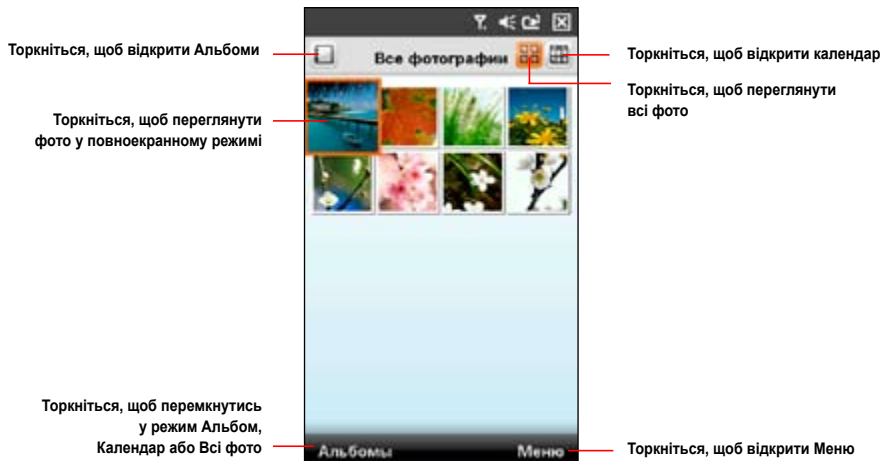 Торкніться, щоб відкрити Альбоми
Все фотографии
Торкніться, щоб відкрити календар
Торкніться, щоб переглянути
всі фото
Торкніться, щоб переглянути
фото у повноекранному режимі
Торкніться, щоб перемкнутись
у режим Альбом,
Календар або Всі фото
Альбомы
Меню
Торкніться, щоб відкрити Меню